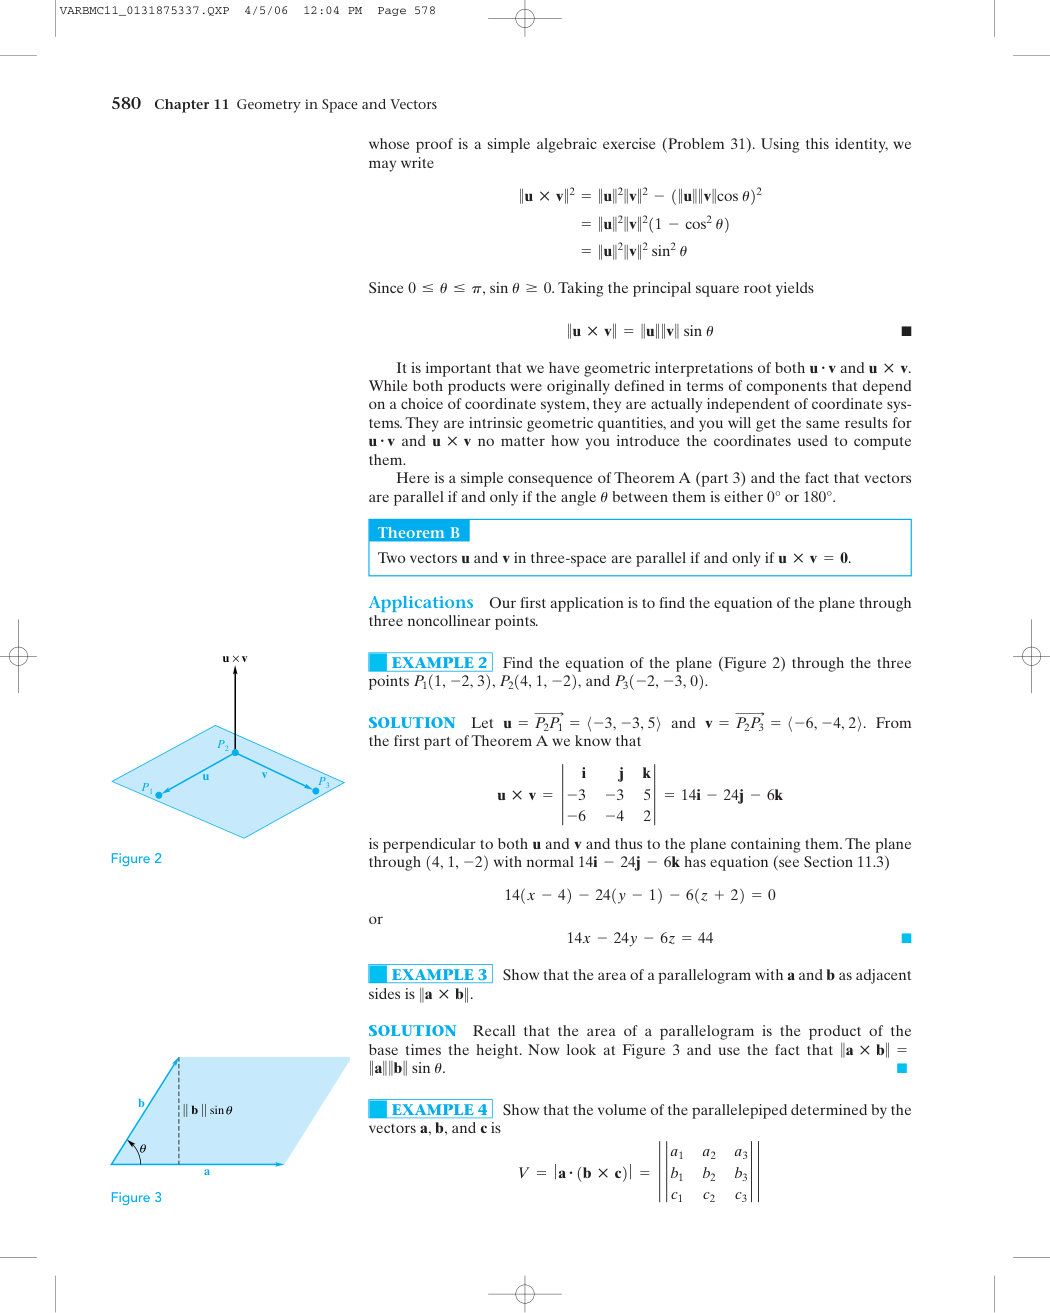 VARBMC11_0131875337.QXP 4/5/06 12:04 PM Page 578
580 Chapter 11 Geometry in Space and Vectors
whose proof is a simple algebraic exercise (Problem 31). Using this identity, we
may write
‖u × v‖² = ‖u‖²‖v‖² − (‖u‖‖v‖cos θ)²
= ‖u‖²‖v‖²(1 − cos² θ)
= ‖u‖²‖v‖² sin² θ
Since 0 ≤ θ ≤ π, sin θ ≥ 0. Taking the principal square root yields
‖u × v‖ = ‖u‖‖v‖ sin θ ■
It is important that we have geometric interpretations of both u · v and u × v.
While both products were originally defined in terms of components that depend
on a choice of coordinate system, they are actually independent of coordinate sys-
tems. They are intrinsic geometric quantities, and you will get the same results for
u · v and u × v no matter how you introduce the coordinates used to compute
them.
Here is a simple consequence of Theorem A (part 3) and the fact that vectors
are parallel if and only if the angle θ between them is either 0° or 180°.
Theorem B
Two vectors u and v in three-space are parallel if and only if u × v = 0.
Applications Our first application is to find the equation of the plane through
three noncollinear points.
EXAMPLE 2 Find the equation of the plane (Figure 2) through the three
points P₁(1, −2, 3), P₂(4, 1, −2), and P₃(−2, −3, 0).
SOLUTION Let u = P₂P₁ = ⟨−3, −3, 5⟩ and v = P₂P₃ = ⟨−6, −4, 2⟩. From
the first part of Theorem A we know that
i j k
u × v = |−3 −3 5| = 14i − 24j − 6k
−6 −4 2
is perpendicular to both u and v and thus to the plane containing them. The plane
through (4, 1, −2) with normal 14i − 24j − 6k has equation (see Section 11.3)
14(x − 4) − 24(y − 1) − 6(z + 2) = 0
or
14x − 24y − 6z = 44 ■
EXAMPLE 3 Show that the area of a parallelogram with a and b as adjacent
sides is ‖a × b‖.
SOLUTION Recall that the area of a parallelogram is the product of the
base times the height. Now look at Figure 3 and use the fact that ‖a × b‖ =
‖a‖‖b‖ sin θ. ■
EXAMPLE 4 Show that the volume of the parallelepiped determined by the
vectors a, b, and c is
a₁ a₂ a₃
V = |a · (b × c)| = ||b₁ b₂ b₃||
c₁ c₂ c₃
u × v
P₂
u
v
P₁
P₃
Figure 2
b
‖ b ‖ sin θ
θ
a
Figure 3